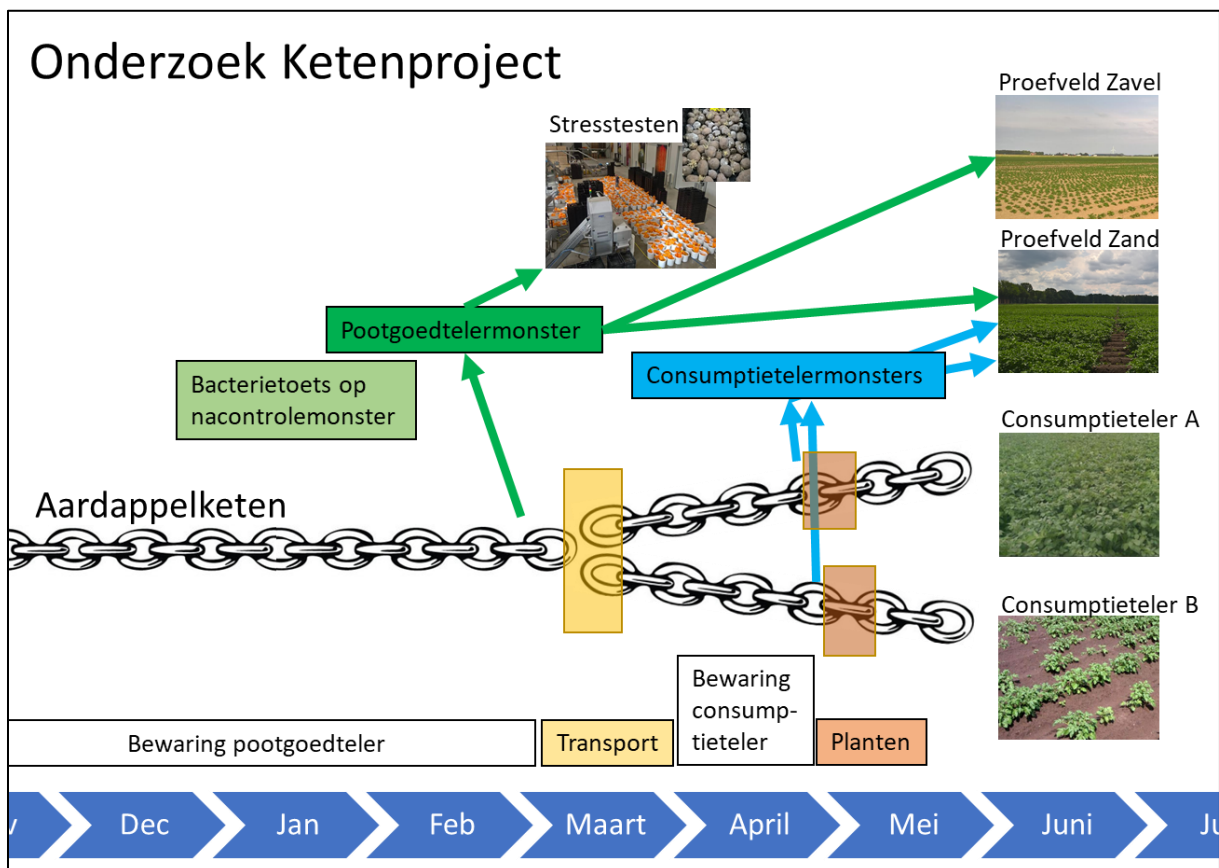 Onderzoek Ketenproject
Proefveld Zavel
Stresstesten
Proefveld Zand
Pootgoedtelermonster
Bacterietoets op
nacontrolemonster
Consumptietelermonsters
Consumptieteler A
Aardappelketen
Consumptieteler B
Bewaring pootgoedteler
Transport
Bewaring
consump-
tieteler
Planten
v
Dec
Jan
Feb
Maart
April
Mei
Juni
Ju